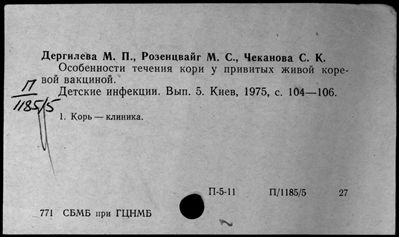 Дергилева М. П., Розенцвайг М. С., Чеканова С. К.
Особенности течения кори у привитых живой коре-
вой вакциной.
П
1185/5
Детские инфекции. Вып. 5. Киев, 1975, с. 104—106.
1. Корь — клиника.
П-5-11 П/1185/5 27
771 СБМБ при ГЦНМБ